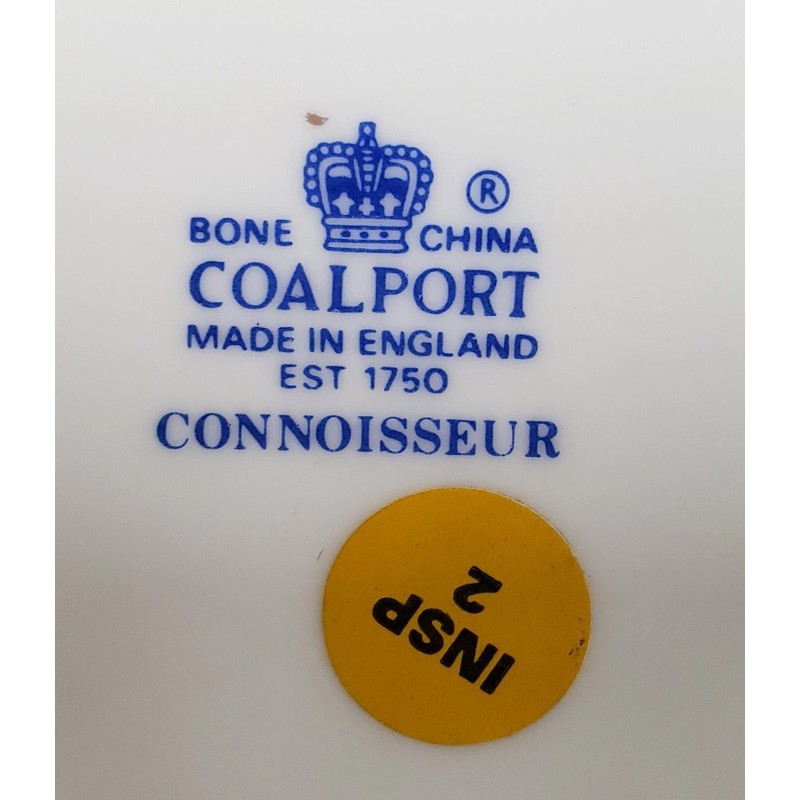 BONE CHINA ®
COALPORT
MADE IN ENGLAND
EST 1750
CONNOISSEUR
INSP
2